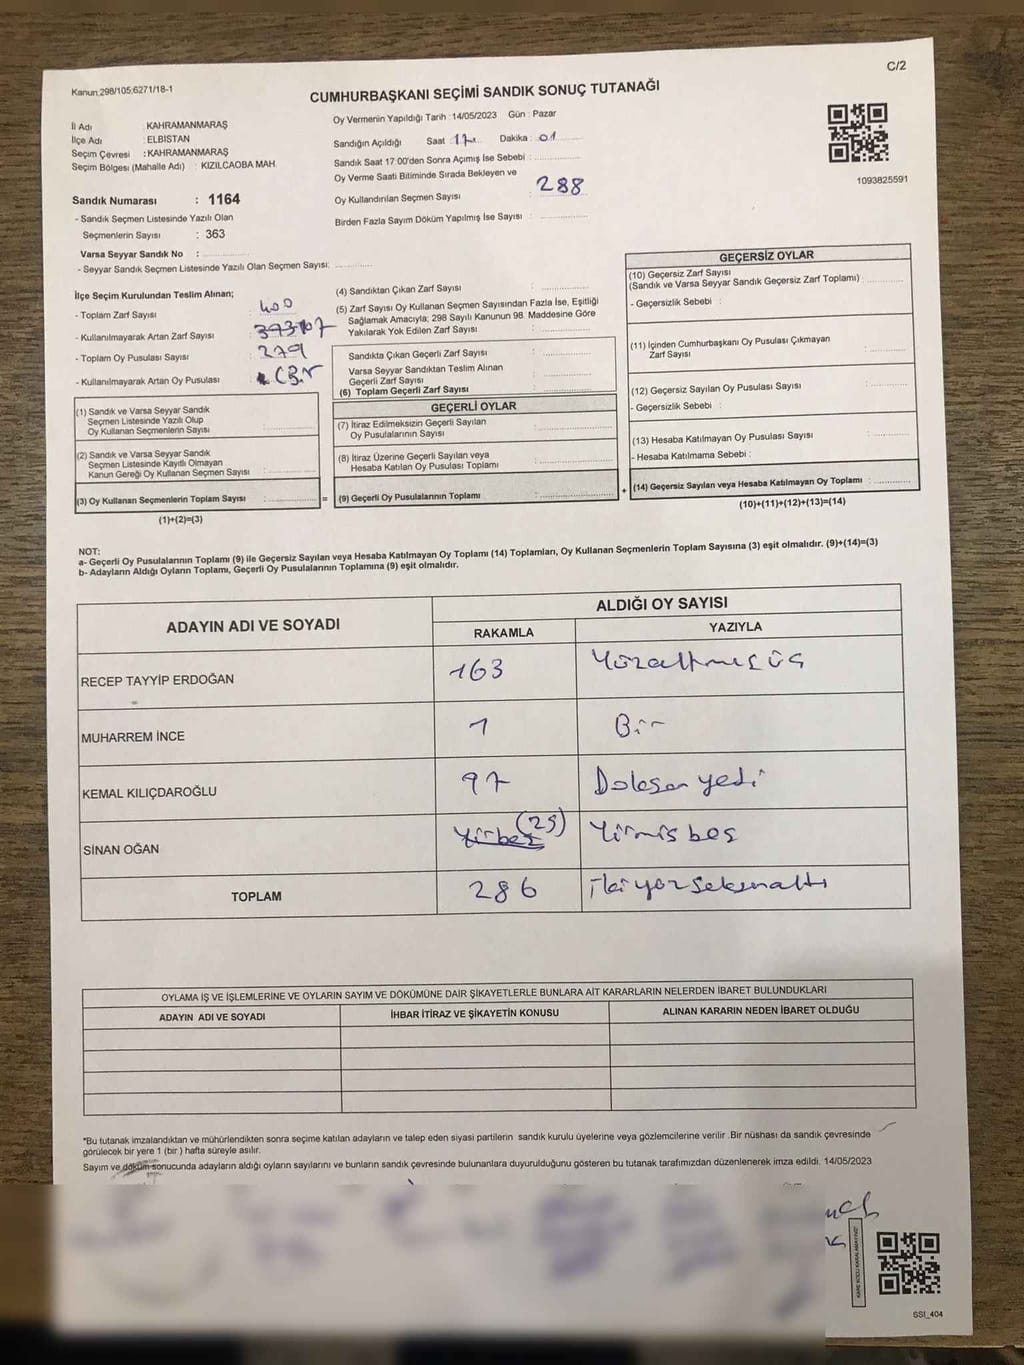 C/2
Kanun:298/105;6271/18-1
CUMHURBAŞKANI SEÇİMİ SANDIK SONUÇ TUTANAĞI
İl Adı : KAHRAMANMARAŞ
İlçe Adı : ELBİSTAN
Seçim Çevresi : KAHRAMANMARAŞ
Seçim Bölgesi (Mahalle Adı) : KIZILCAOBA MAH.
Oy Vermenin Yapıldığı Tarih : 14/05/2023 Gün : Pazar
Sandığın Açıldığı Saat : 17 Dakika : 01
Sandık Saat 17:00'den Sonra Açımış İse Sebebi :
Oy Verme Saati Bitiminde Sırada Bekleyen ve
Oy Kullandırılan Seçmen Sayısı : 288
Birden Fazla Sayım Döküm Yapılmış İse Sayısı :
1093825591
Sandık Numarası : 1164
- Sandık Seçmen Listesinde Yazılı Olan
Seçmenlerin Sayısı : 363
Varsa Seyyar Sandık No :
- Seyyar Sandık Seçmen Listesinde Yazılı Olan Seçmen Sayısı:
İlçe Seçim Kurulundan Teslim Alınan;
- Toplam Zarf Sayısı : 400
- Kullanılmayarak Artan Zarf Sayısı :
- Toplam Oy Pusulası Sayısı : 279
- Kullanılmayarak Artan Oy Pusulası :
(1) Sandık ve Varsa Seyyar Sandık
Seçmen Listesinde Yazılı Olup
Oy Kullanan Seçmenlerin Sayısı :
(2) Sandık ve Varsa Seyyar Sandık
Seçmen Listesinde Kayıtlı Olmayan
Kanun Gereği Oy Kullanan Seçmen Sayısı :
(3) Oy Kullanan Seçmenlerin Toplam Sayısı : =
(1)+(2)=(3)
(4) Sandıktan Çıkan Zarf Sayısı :
(5) Zarf Sayısı Oy Kullanan Seçmen Sayısından Fazla İse, Eşitliği
Sağlamak Amacıyla; 298 Sayılı Kanunun 98. Maddesine Göre
Yakılarak Yok Edilen Zarf Sayısı :
Sandıkta Çıkan Geçerli Zarf Sayısı :
Varsa Seyyar Sandıktan Teslim Alınan
Geçerli Zarf Sayısı :
(6) Toplam Geçerli Zarf Sayısı :
GEÇERLİ OYLAR
(7) İtiraz Edilmeksizin Geçerli Sayılan
Oy Pusulalarının Sayısı :
(8) İtiraz Üzerine Geçerli Sayılan veya
Hesaba Katılan Oy Pusulası Toplamı :
(9) Geçerli Oy Pusulalarının Toplamı : +
GEÇERSİZ OYLAR
(10) Geçersiz Zarf Sayısı
(Sandık ve Varsa Seyyar Sandık Geçersiz Zarf Toplamı) :
- Geçersizlik Sebebi :
(11) İçinden Cumhurbaşkanı Oy Pusulası Çıkmayan
Zarf Sayısı :
(12) Geçersiz Sayılan Oy Pusulası Sayısı :
- Geçersizlik Sebebi :
(13) Hesaba Katılmayan Oy Pusulası Sayısı :
- Hesaba Katılmama Sebebi :
(14) Geçersiz Sayılan veya Hesaba Katılmayan Oy Toplamı :
(10)+(11)+(12)+(13)=(14)
NOT:
a- Geçerli Oy Pusulalarının Toplamı (9) ile Geçersiz Sayılan veya Hesaba Katılmayan Oy Toplamı (14) Toplamları, Oy Kullanan Seçmenlerin Toplam Sayısına (3) eşit olmalıdır. (9)+(14)=(3)
b- Adayların Aldığı Oyların Toplamı, Geçerli Oy Pusulalarının Toplamına (9) eşit olmalıdır.
ADAYIN ADI VE SOYADI
ALDIĞI OY SAYISI
RAKAMLA YAZIYLA
RECEP TAYYİP ERDOĞAN 163 Yüzaltmışüç
MUHARREM İNCE 1 Bir
KEMAL KILIÇDAROĞLU 97 Doksan yedi
SİNAN OĞAN Yirbeş (25) Yirmis beş
TOPLAM 286 ikiyüzseksenaltı
OYLAMA İŞ VE İŞLEMLERİNE VE OYLARIN SAYIM VE DÖKÜMÜNE DAİR ŞİKAYETLERLE BUNLARA AİT KARARLARIN NELERDEN İBARET BULUNDUKLARI
ADAYIN ADI VE SOYADI İHBAR İTİRAZ VE ŞİKAYETİN KONUSU ALINAN KARARIN NEDEN İBARET OLDUĞU
*Bu tutanak imzalandıktan ve mühürlendikten sonra seçime katılan adayların ve talep eden siyasi partilerin sandık kurulu üyelerine veya gözlemcilerine verilir .Bir nüshası da sandık çevresinde
görülecek bir yere 1 (bir ) hafta süreyle asılır.
Sayım ve döküm sonucunda adayların aldığı oyların sayılarını ve bunların sandık çevresinde bulunanlara duyurulduğunu gösteren bu tutanak tarafımızdan düzenlenerek imza edildi. 14/05/2023
KARE KODU KARALAMAYINIZ!
SSİ_404